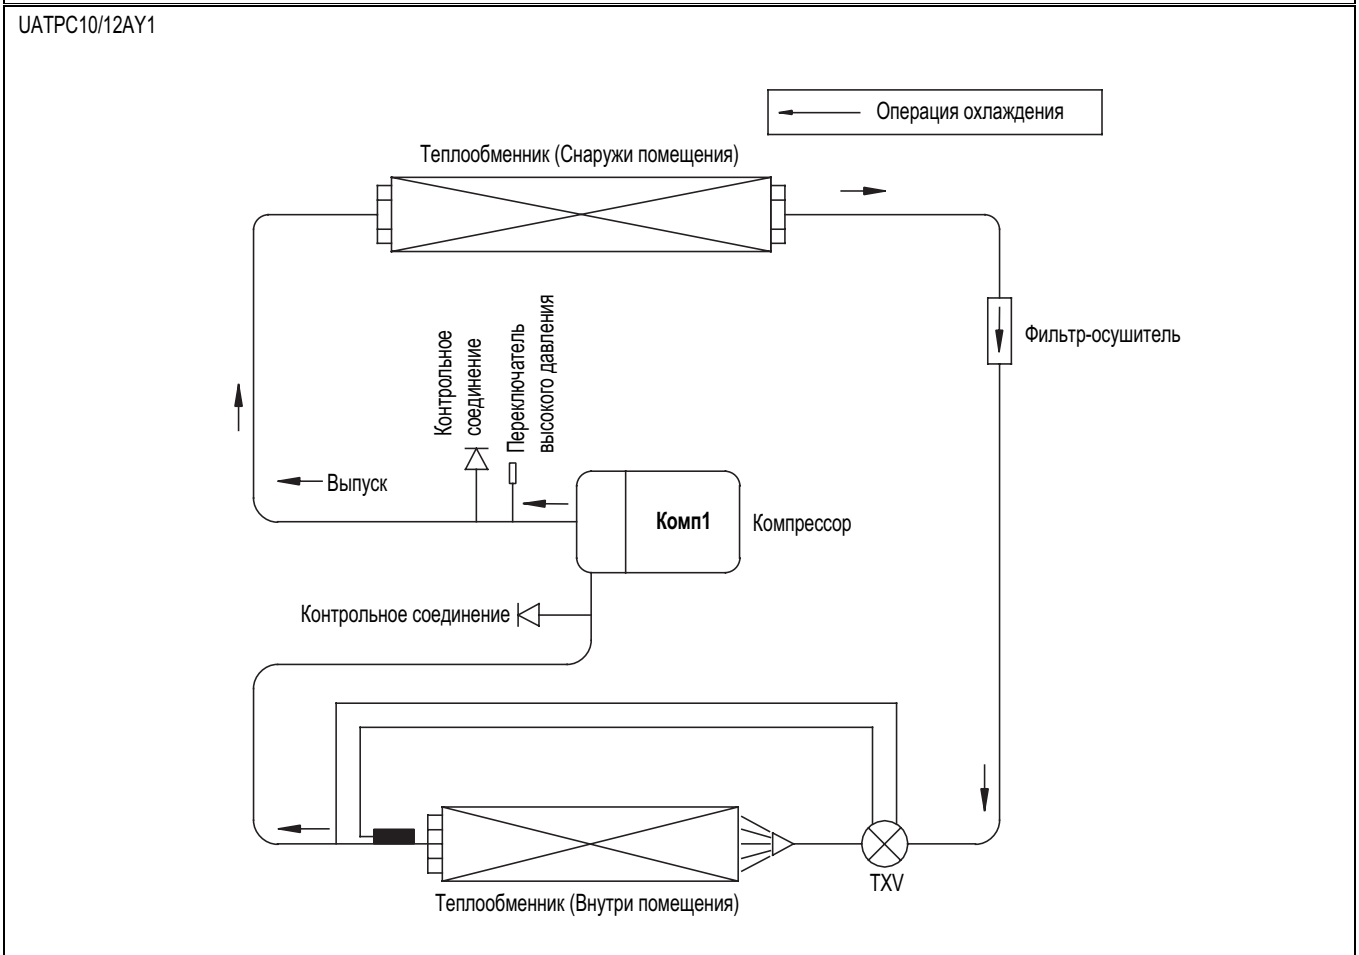 UATPC10/12AY1
Операция охлаждения
Теплообменник (Снаружи помещения)
Контрольное
соединение
Переключатель
высокого давления
Фильтр-осушитель
Выпуск
Комп1
Компрессор
Контрольное соединение
TXV
Теплообменник (Внутри помещения)